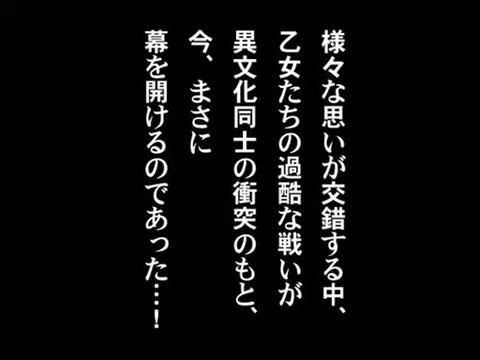 様々な思いが交錯する中、
乙女たちの過酷な戦いが
異文化同士の衝突のもと、
今、まさに
幕を開けるのであった…！